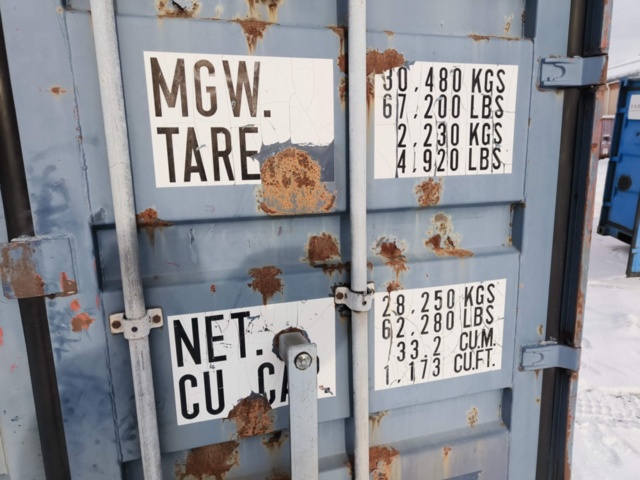 MGW. 30,480 KGS
67,200 LBS
TARE 2,230 KGS
4,920 LBS
NET. 28,250 KGS
62,280 LBS
CU CAP 33.2 CU.M
1,173 CU.FT.